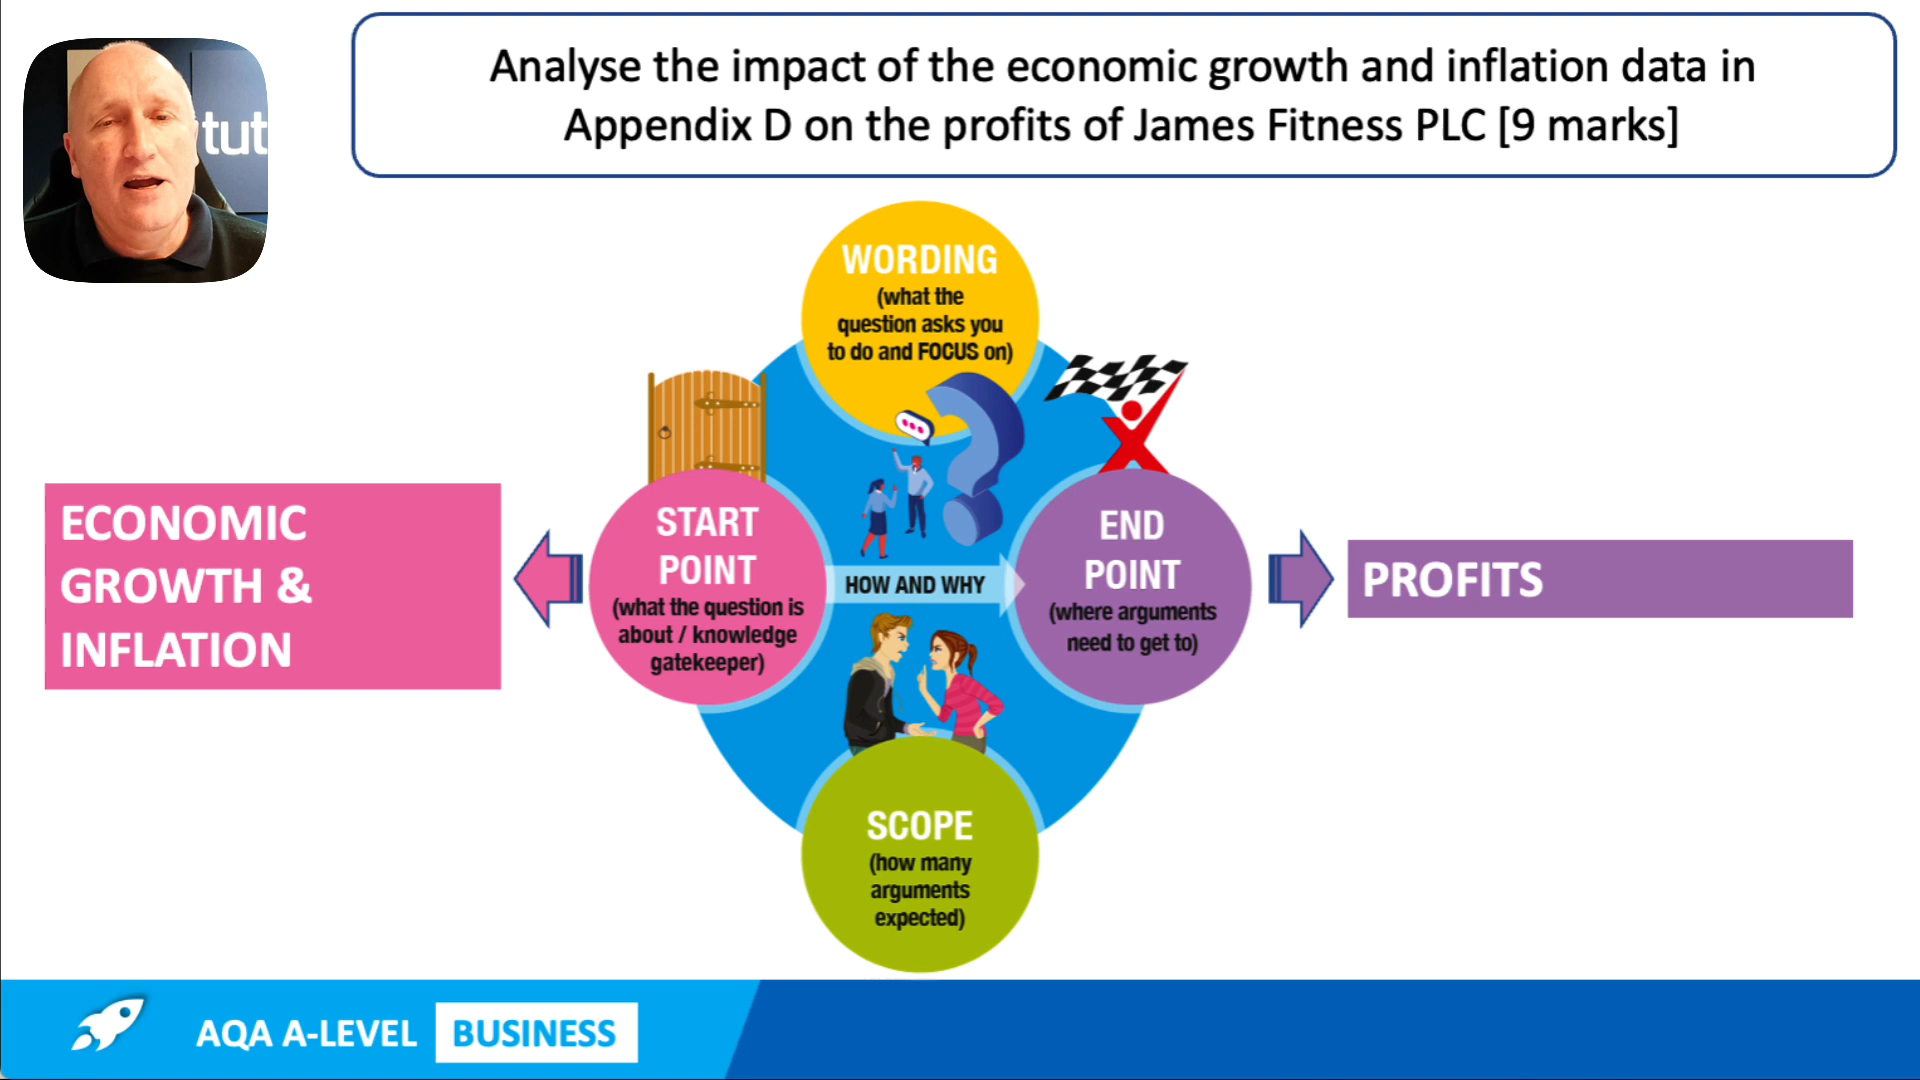 Analyse the impact of the economic growth and inflation data in
Appendix D on the profits of James Fitness PLC [9 marks]
tut
WORDING
(what the
question asks you
to do and FOCUS on)
ECONOMIC
GROWTH &
INFLATION
START
POINT
(what the question is
about / knowledge
gatekeeper)
HOW AND WHY
END
POINT
(where arguments
need to get to)
PROFITS
SCOPE
(how many
arguments
expected)
AQA A-LEVEL BUSINESS